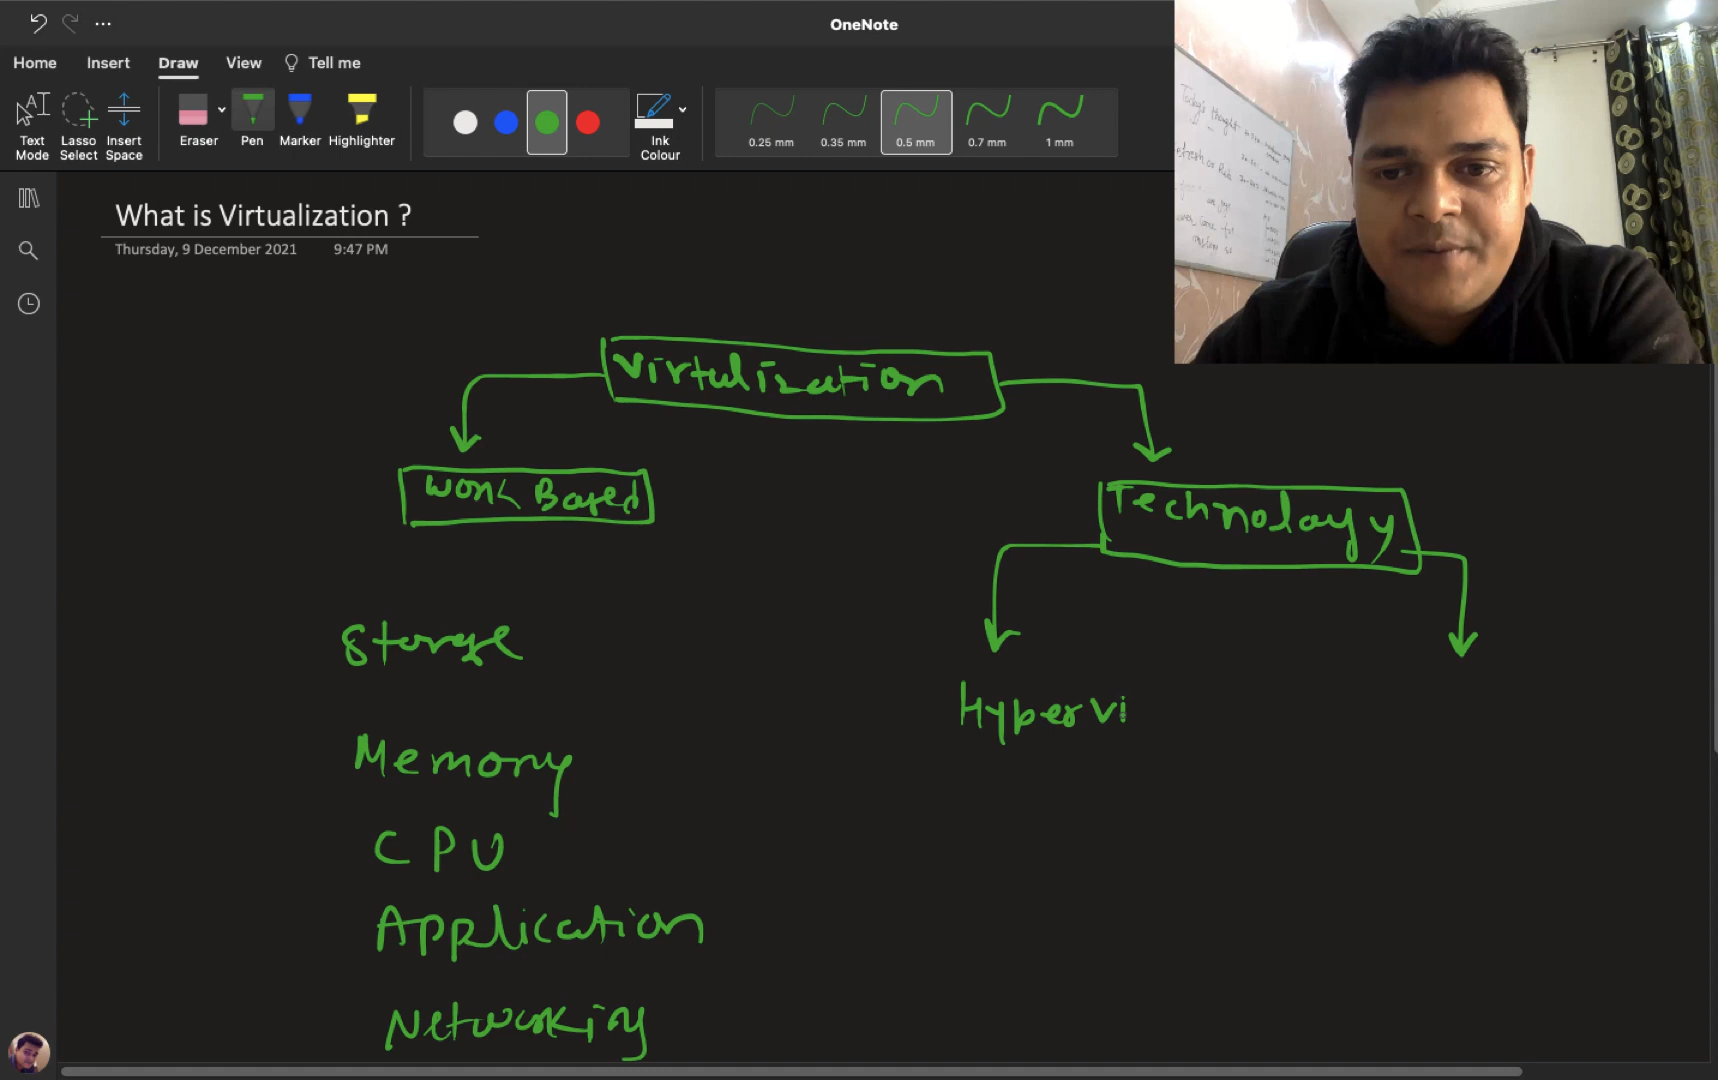 OneNote
Home Insert Draw View Tell me
Text Mode
Lasso Select
Insert Space
Eraser
Pen
Marker
Highlighter
Ink Colour
0.25 mm
0.35 mm
0.5 mm
0.7 mm
1 mm
Today's thought
What is Virtualization ?
Thursday, 9 December 2021 9:47 PM
Virtulization
Work Based
Technology
Storage
Hypervi
Memory
CPU
Application
Networking